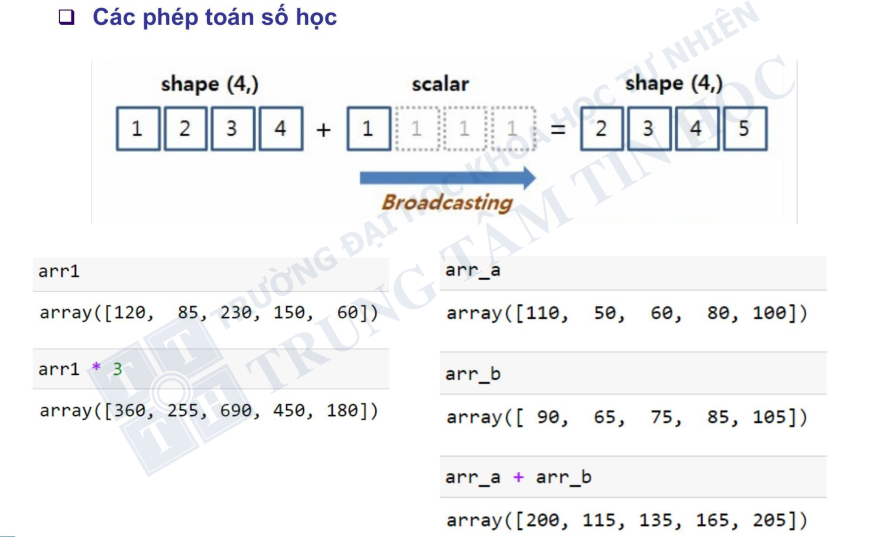 ❑ Các phép toán số học
shape (4,) scalar shape (4,)
1 2 3 4 + 1 1 1 1 = 2 3 4 5
Broadcasting
arr1
array([120, 85, 230, 150, 60])
arr1 * 3
array([360, 255, 690, 450, 180])
arr_a
array([110, 50, 60, 80, 100])
arr_b
array([ 90, 65, 75, 85, 105])
arr_a + arr_b
array([200, 115, 135, 165, 205])
TRƯỜNG ĐẠI HỌC KHOA HỌC TỰ NHIÊN
TRUNG TÂM TIN HỌC
T T
T H